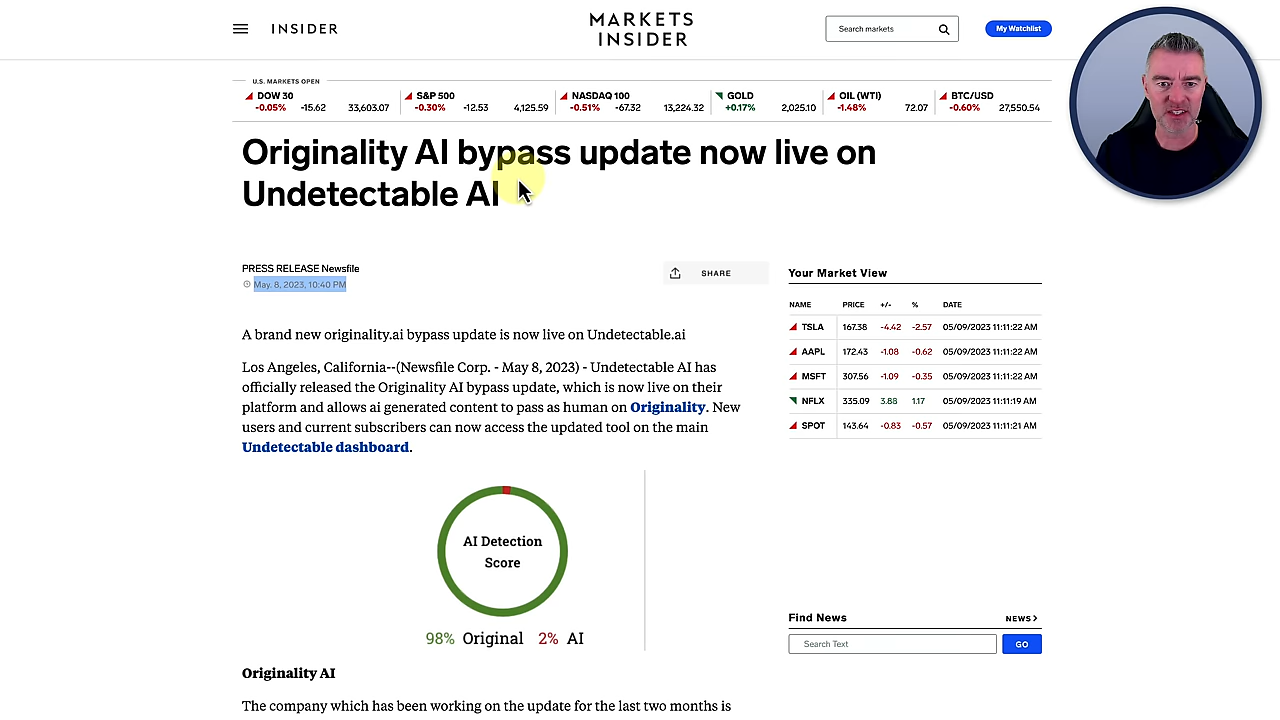 INSIDER
MARKETS
INSIDER
Search markets
My Watchlist
U.S. MARKETS OPEN
DOW 30
-0.05% -15.62 33,603.07
S&P 500
-0.30% -12.53 4,125.59
NASDAQ 100
-0.51% -67.32 13,224.32
GOLD
+0.17% 2,025.10
OIL (WTI)
-1.48% 72.07
BTC/USD
-0.60% 27,550.54
Originality AI bypass update now live on
Undetectable AI
PRESS RELEASE Newsfile
May. 8, 2023, 10:40 PM
SHARE
A brand new originality.ai bypass update is now live on Undetectable.ai
Los Angeles, California--(Newsfile Corp. - May 8, 2023) - Undetectable AI has
officially released the Originality AI bypass update, which is now live on their
platform and allows ai generated content to pass as human on Originality. New
users and current subscribers can now access the updated tool on the main
Undetectable dashboard.
AI Detection
Score
98% Original 2% AI
Originality AI
The company which has been working on the update for the last two months is
Your Market View
NAME PRICE +/- % DATE
TSLA 167.38 -4.42 -2.57 05/09/2023 11:11:22 AM
AAPL 172.43 -1.08 -0.62 05/09/2023 11:11:22 AM
MSFT 307.56 -1.09 -0.35 05/09/2023 11:11:22 AM
NFLX 335.09 3.88 1.17 05/09/2023 11:11:19 AM
SPOT 143.64 -0.83 -0.57 05/09/2023 11:11:21 AM
Find News
NEWS
Search Text
GO